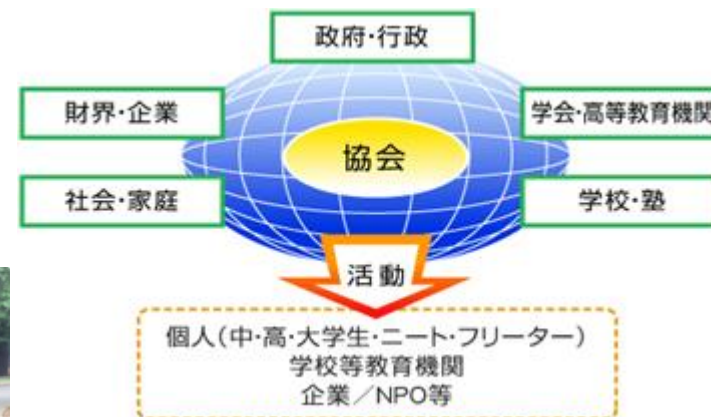 政府・行政
財界・企業
学会・高等教育機関
協会
社会・家庭
学校・塾
活動
個人（中・高・大学生・ニート・フリーター）
学校等教育機関
企業／NPO等